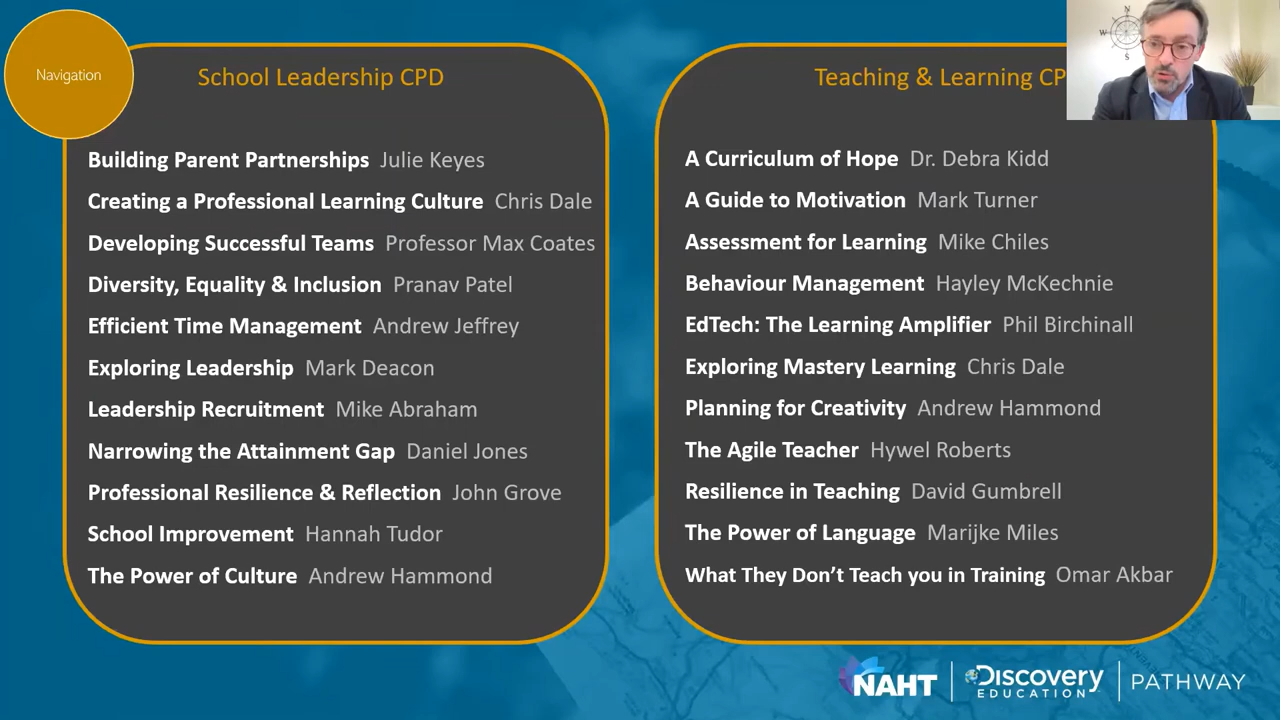 Navigation
School Leadership CPD
Building Parent Partnerships Julie Keyes
Creating a Professional Learning Culture Chris Dale
Developing Successful Teams Professor Max Coates
Diversity, Equality & Inclusion Pranav Patel
Efficient Time Management Andrew Jeffrey
Exploring Leadership Mark Deacon
Leadership Recruitment Mike Abraham
Narrowing the Attainment Gap Daniel Jones
Professional Resilience & Reflection John Grove
School Improvement Hannah Tudor
The Power of Culture Andrew Hammond
Teaching & Learning CP
A Curriculum of Hope Dr. Debra Kidd
A Guide to Motivation Mark Turner
Assessment for Learning Mike Chiles
Behaviour Management Hayley McKechnie
EdTech: The Learning Amplifier Phil Birchinall
Exploring Mastery Learning Chris Dale
Planning for Creativity Andrew Hammond
The Agile Teacher Hywel Roberts
Resilience in Teaching David Gumbrell
The Power of Language Marijke Miles
What They Don’t Teach you in Training Omar Akbar
N
W
S
NAHT
Discovery
EDUCATION
PATHWAY